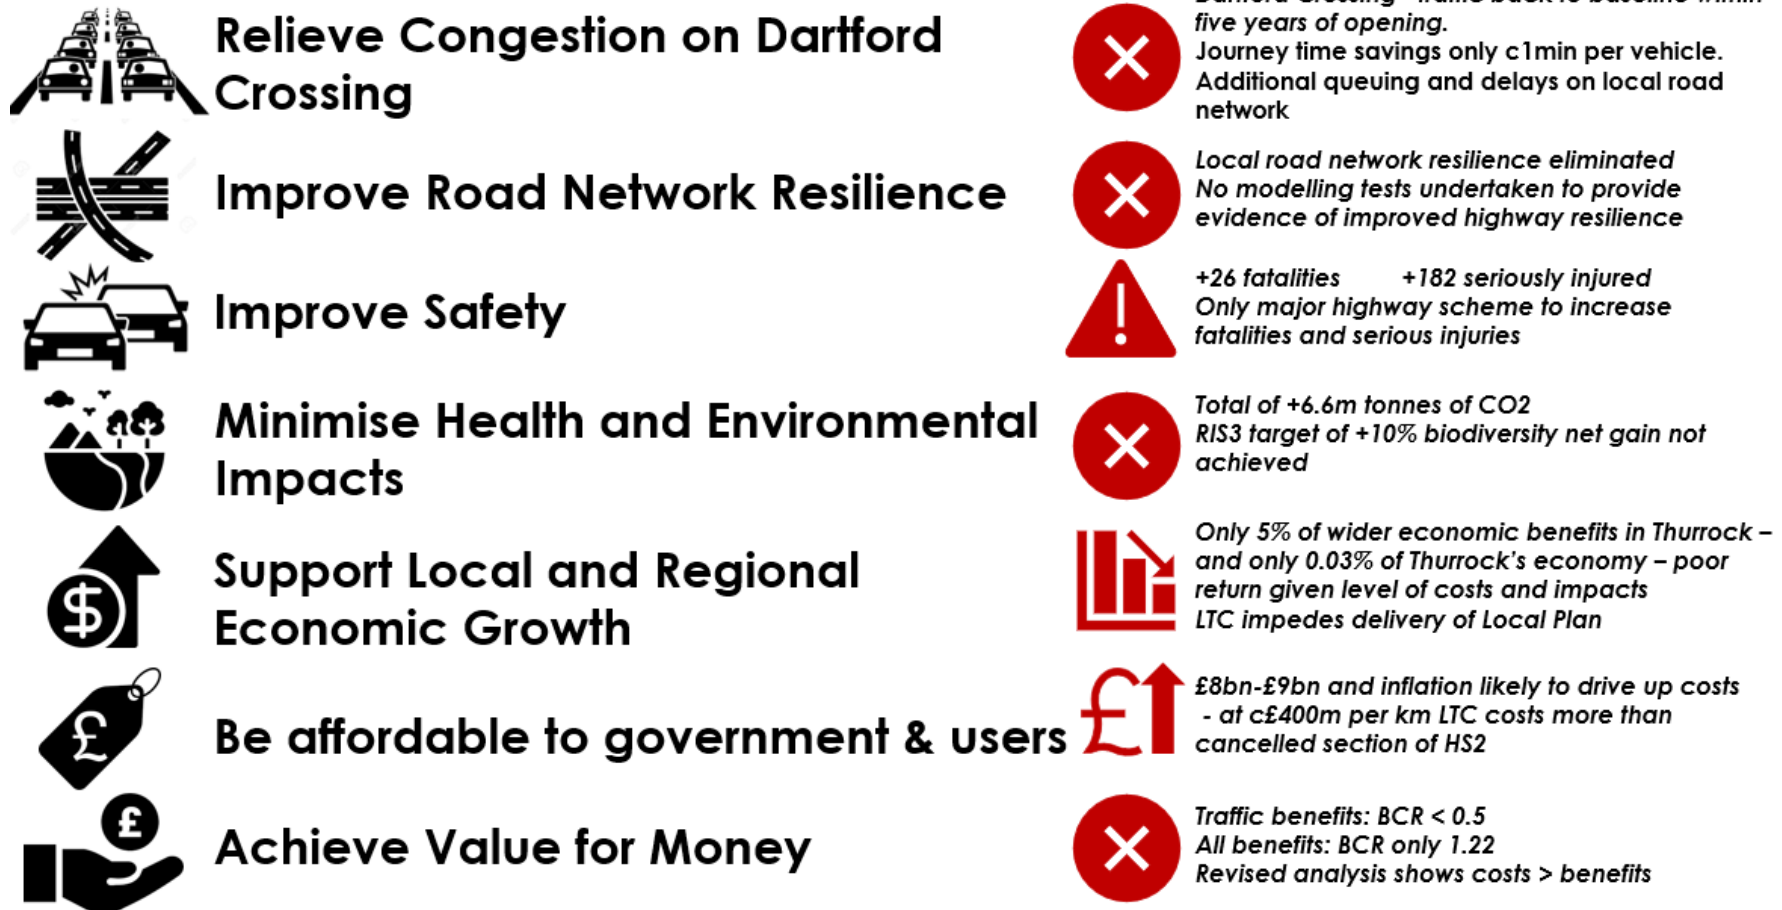 Relieve Congestion on Dartford
Crossing
Dartford Crossing - traffic back to baseline within
five years of opening.
Journey time savings only c1min per vehicle.
Additional queuing and delays on local road
network
Improve Road Network Resilience
Local road network resilience eliminated
No modelling tests undertaken to provide
evidence of improved highway resilience
Improve Safety
+26 fatalities +182 seriously injured
Only major highway scheme to increase
fatalities and serious injuries
Minimise Health and Environmental
Impacts
Total of +6.6m tonnes of CO2
RIS3 target of +10% biodiversity net gain not
achieved
$
Support Local and Regional
Economic Growth
Only 5% of wider economic benefits in Thurrock –
and only 0.03% of Thurrock's economy – poor
return given level of costs and impacts
LTC impedes delivery of Local Plan
£
Be affordable to government & users
£
£8bn-£9bn and inflation likely to drive up costs
- at c£400m per km LTC costs more than
cancelled section of HS2
£
Achieve Value for Money
Traffic benefits: BCR < 0.5
All benefits: BCR only 1.22
Revised analysis shows costs > benefits